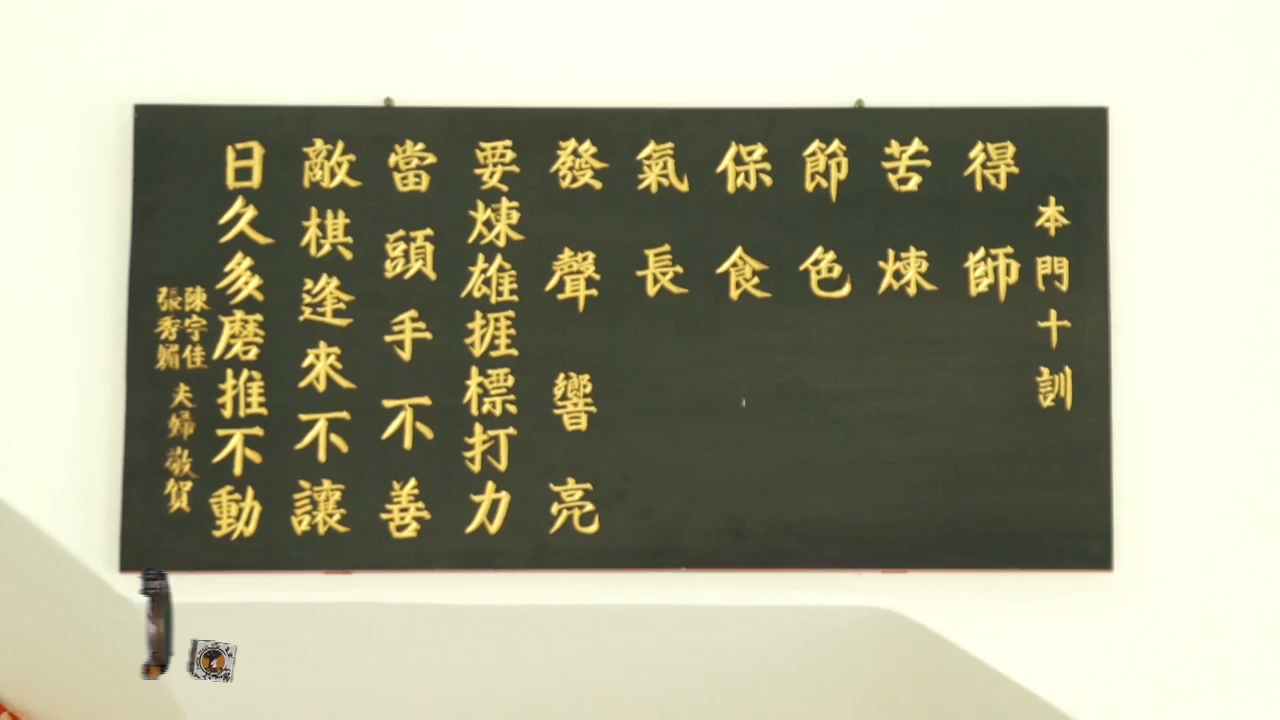 本門十訓
得師
苦煉
節色
保食
氣長
發聲響亮
要煉雄捱標打力
當頭手不善
敵棋逢來不讓
日久多磨推不動
陳宇佳
張秀媚
夫婦敬賀